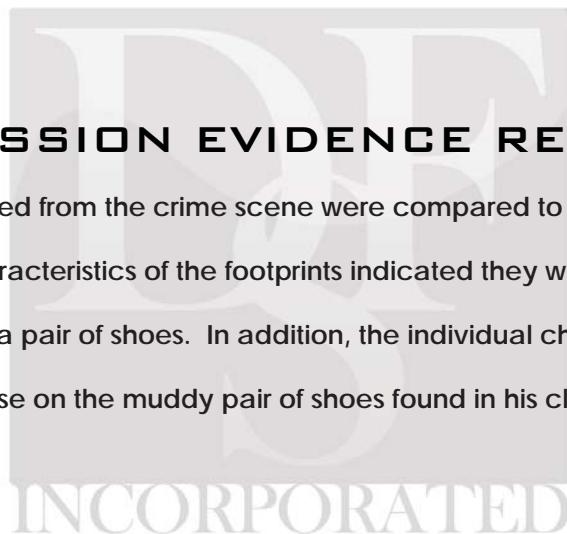 SSION EVIDENCE RE
ed from the crime scene were compared to
racteristics of the footprints indicated they w
a pair of shoes. In addition, the individual ch
se on the muddy pair of shoes found in his cl
DSF
INCORPORATED